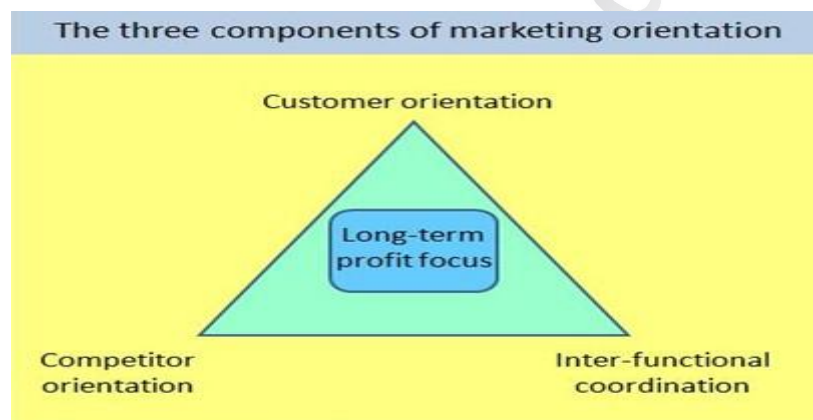 The three components of marketing orientation
Customer orientation
Long-term
profit focus
Competitor
orientation
Inter-functional
coordination